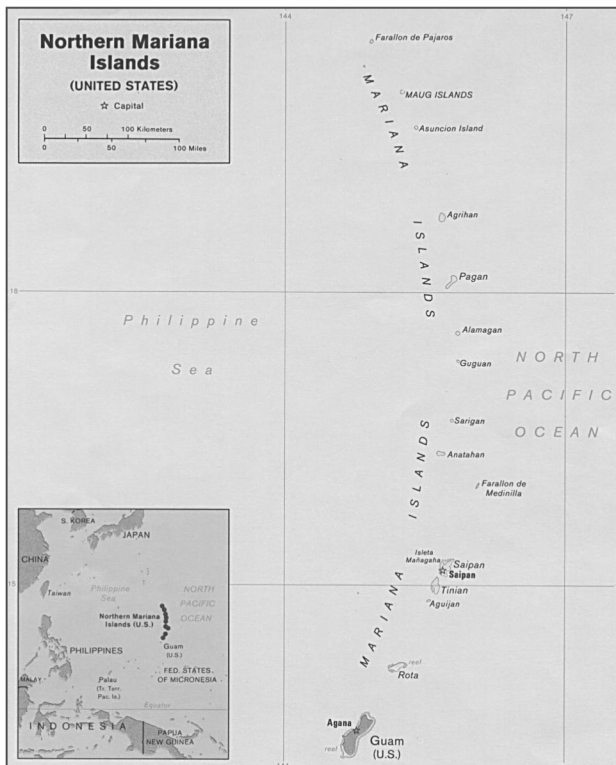 144
147
Northern Mariana
Islands
(UNITED STATES)
☆ Capital
0 50 100 Kilometers
0 50 100 Miles
Farallon de Pajaros
MAUG ISLANDS
Asuncion Island
MARIANA
ISLANDS
Agrihan
Pagan
18
Philippine
Sea
Alamagan
Guguan
NORTH
PACIFIC
OCEAN
Sarigan
Anatahan
Farallon de
Medinilla
MARIANA ISLANDS
Isleta
Mañagaha
Saipan
Saipan
15
Tinian
Aguijan
reef
Rota
Agana
reef
Guam
(U.S.)
S. KOREA
JAPAN
CHINA
Taiwan
Philippine
Sea
NORTH
PACIFIC
OCEAN
Northern Mariana
Islands (U.S.)
Guam
(U.S.)
PHILIPPINES
FED. STATES
OF MICRONESIA
Palau
(Tr. Terr.
Pac. Is.)
MALAY.
Equator
INDONESIA
PAPUA
NEW GUINEA